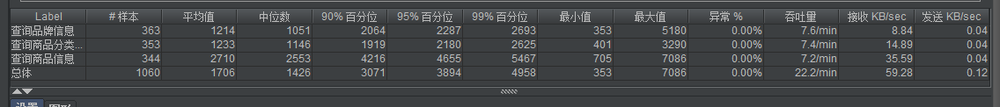 Label # 样本 平均值 中位数 90% 百分位 95% 百分位 99% 百分位 最小值 最大值 异常 % 吞吐量 接收 KB/sec 发送 KB/sec
查询品牌信息 363 1214 1051 2064 2287 2693 353 5180 0.00% 7.6/min 8.84 0.04
查询商品分类... 353 1233 1146 1919 2180 2625 401 3290 0.00% 7.4/min 14.89 0.04
查询商品信息 344 2710 2553 4216 4655 5467 705 7086 0.00% 7.2/min 35.59 0.04
总体 1060 1706 1426 3071 3894 4958 353 7086 0.00% 22.2/min 59.28 0.12
设置 图形